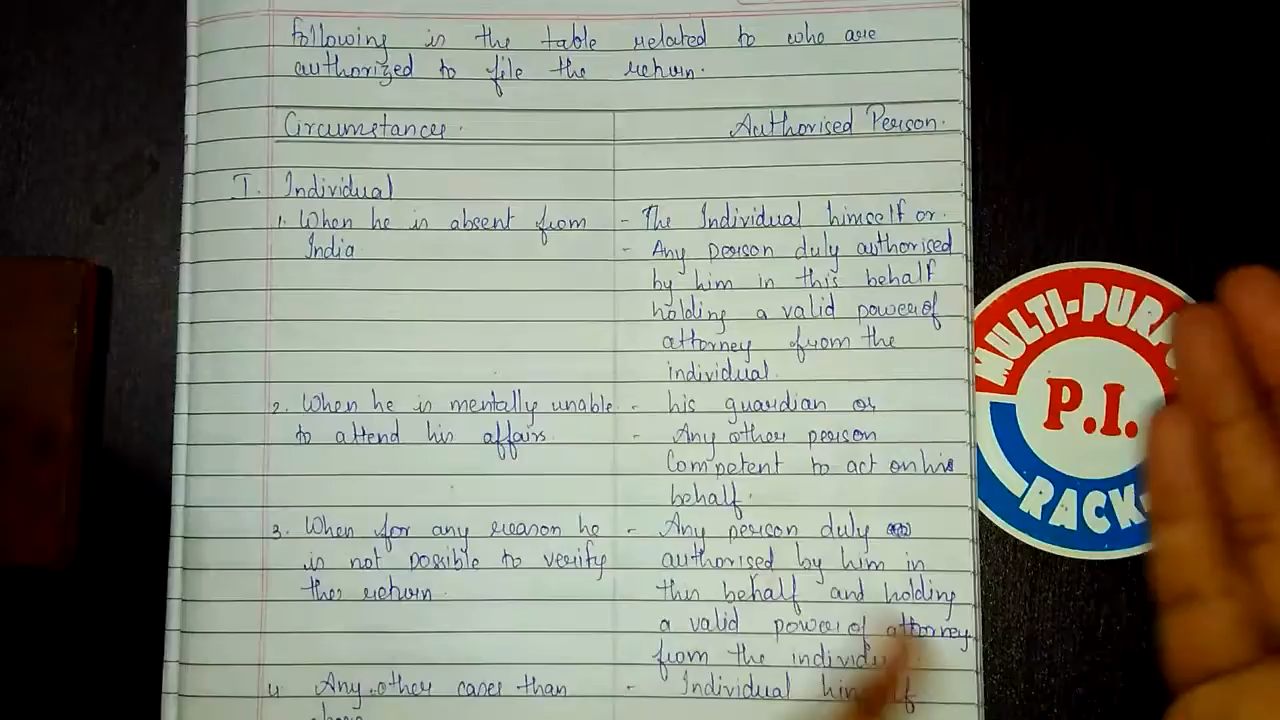 following is the table related to who are
authorized to file the return.
Circumstances. Authorised Person.
I. Individual
1. When he is absent from - The Individual himself or.
India. - Any person duly authorised
by him in this behalf
holding a valid power of
attorney from the
individual.
2. When he is mentally unable - his guardian or
to attend his affairs. - Any other person
Competent to act on his
behalf.
3. When for any reason he - Any person duly
is not possible to verify authorised by him in
the return. this behalf and holding
a valid power of attorney
from the
4. Any other cases than - Individual himself
MULTI-PURPO
P.I.
RACK